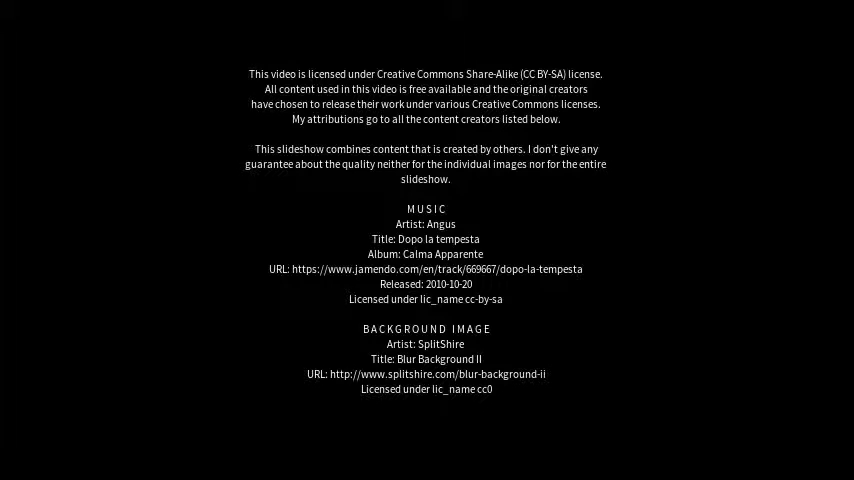 This video is licensed under Creative Commons Share-Alike (CC BY-SA) license.
All content used in this video is free available and the original creators
have chosen to release their work under various Creative Commons licenses.
My attributions go to all the content creators listed below.
This slideshow combines content that is created by others. I don't give any
guarantee about the quality neither for the individual images nor for the entire
slideshow.
MUSIC
Artist: Angus
Title: Dopo la tempesta
Album: Calma Apparente
URL: https://www.jamendo.com/en/track/669667/dopo-la-tempesta
Released: 2010-10-20
Licensed under lic_name cc-by-sa
BACKGROUND IMAGE
Artist: SplitShire
Title: Blur Background II
URL: http://www.splitshire.com/blur-background-ii
Licensed under lic_name cc0